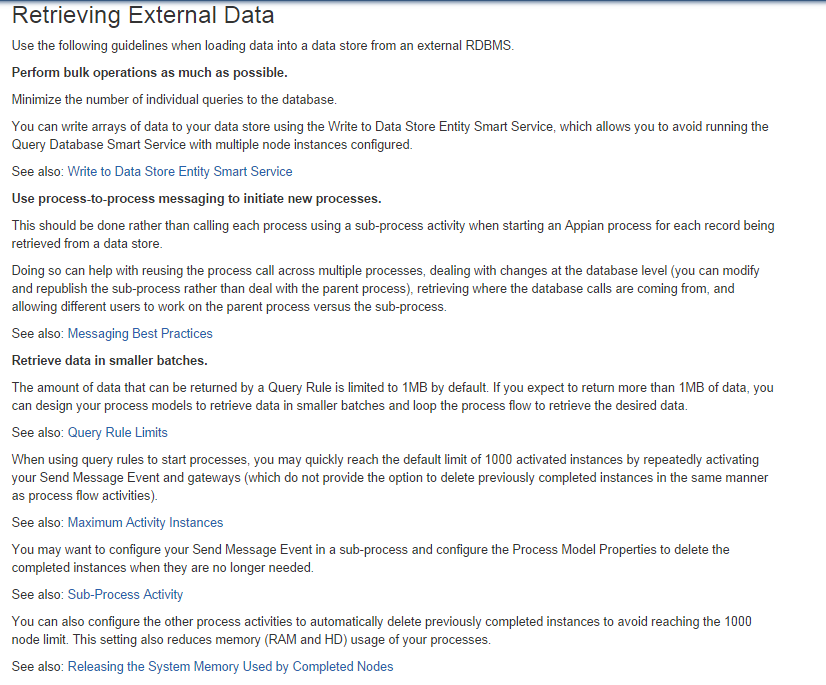 Retrieving External Data
Use the following guidelines when loading data into a data store from an external RDBMS.
Perform bulk operations as much as possible.
Minimize the number of individual queries to the database.
You can write arrays of data to your data store using the Write to Data Store Entity Smart Service, which allows you to avoid running the
Query Database Smart Service with multiple node instances configured.
See also: Write to Data Store Entity Smart Service
Use process-to-process messaging to initiate new processes.
This should be done rather than calling each process using a sub-process activity when starting an Appian process for each record being
retrieved from a data store.
Doing so can help with reusing the process call across multiple processes, dealing with changes at the database level (you can modify
and republish the sub-process rather than deal with the parent process), retrieving where the database calls are coming from, and
allowing different users to work on the parent process versus the sub-process.
See also: Messaging Best Practices
Retrieve data in smaller batches.
The amount of data that can be returned by a Query Rule is limited to 1MB by default. If you expect to return more than 1MB of data, you
can design your process models to retrieve data in smaller batches and loop the process flow to retrieve the desired data.
See also: Query Rule Limits
When using query rules to start processes, you may quickly reach the default limit of 1000 activated instances by repeatedly activating
your Send Message Event and gateways (which do not provide the option to delete previously completed instances in the same manner
as process flow activities).
See also: Maximum Activity Instances
You may want to configure your Send Message Event in a sub-process and configure the Process Model Properties to delete the
completed instances when they are no longer needed.
See also: Sub-Process Activity
You can also configure the other process activities to automatically delete previously completed instances to avoid reaching the 1000
node limit. This setting also reduces memory (RAM and HD) usage of your processes.
See also: Releasing the System Memory Used by Completed Nodes